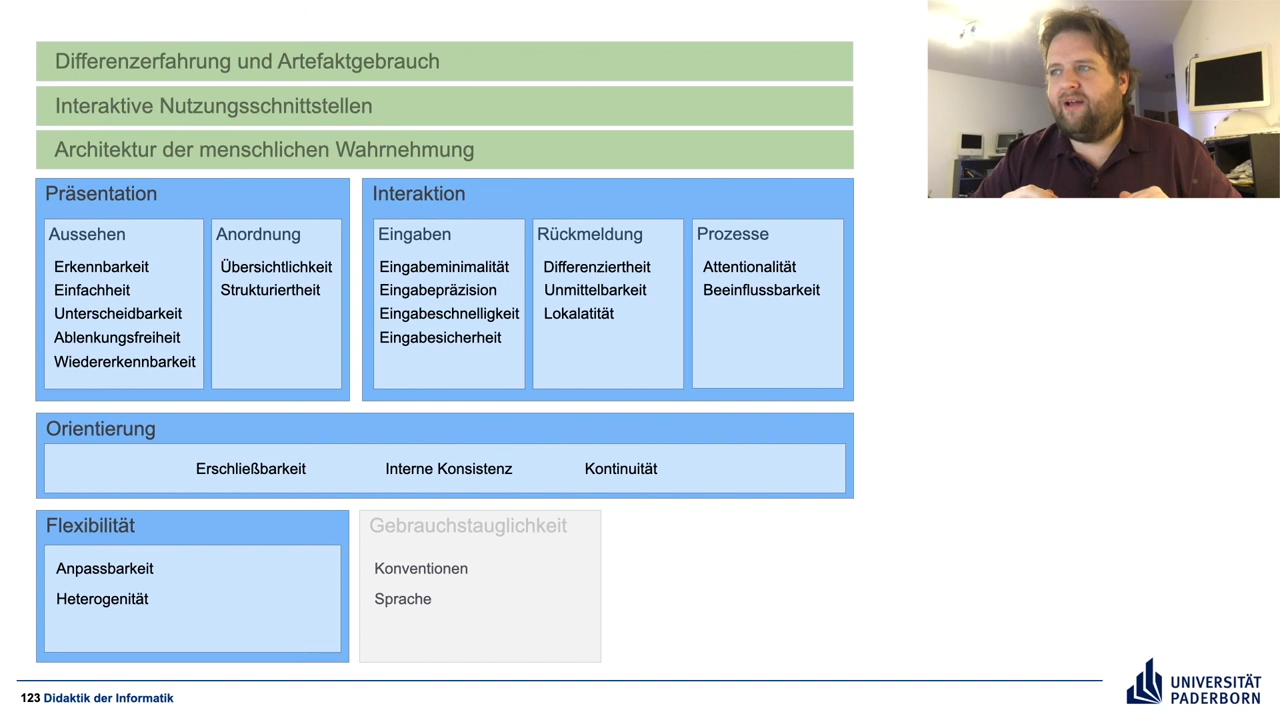 Differenzerfahrung und Artefaktgebrauch
Interaktive Nutzungsschnittstellen
Architektur der menschlichen Wahrnehmung
Präsentation
Aussehen
Erkennbarkeit
Einfachheit
Unterscheidbarkeit
Ablenkungsfreiheit
Wiedererkennbarkeit
Anordnung
Übersichtlichkeit
Strukturiertheit
Interaktion
Eingaben
Eingabeminimalität
Eingabepräzision
Eingabeschnelligkeit
Eingabesicherheit
Rückmeldung
Differenziertheit
Unmittelbarkeit
Lokalatität
Prozesse
Attentionalität
Beeinflussbarkeit
Orientierung
Erschließbarkeit Interne Konsistenz Kontinuität
Flexibilität
Anpassbarkeit
Heterogenität
Gebrauchstauglichkeit
Konventionen
Sprache
123 Didaktik der Informatik
UNIVERSITÄT
PADERBORN